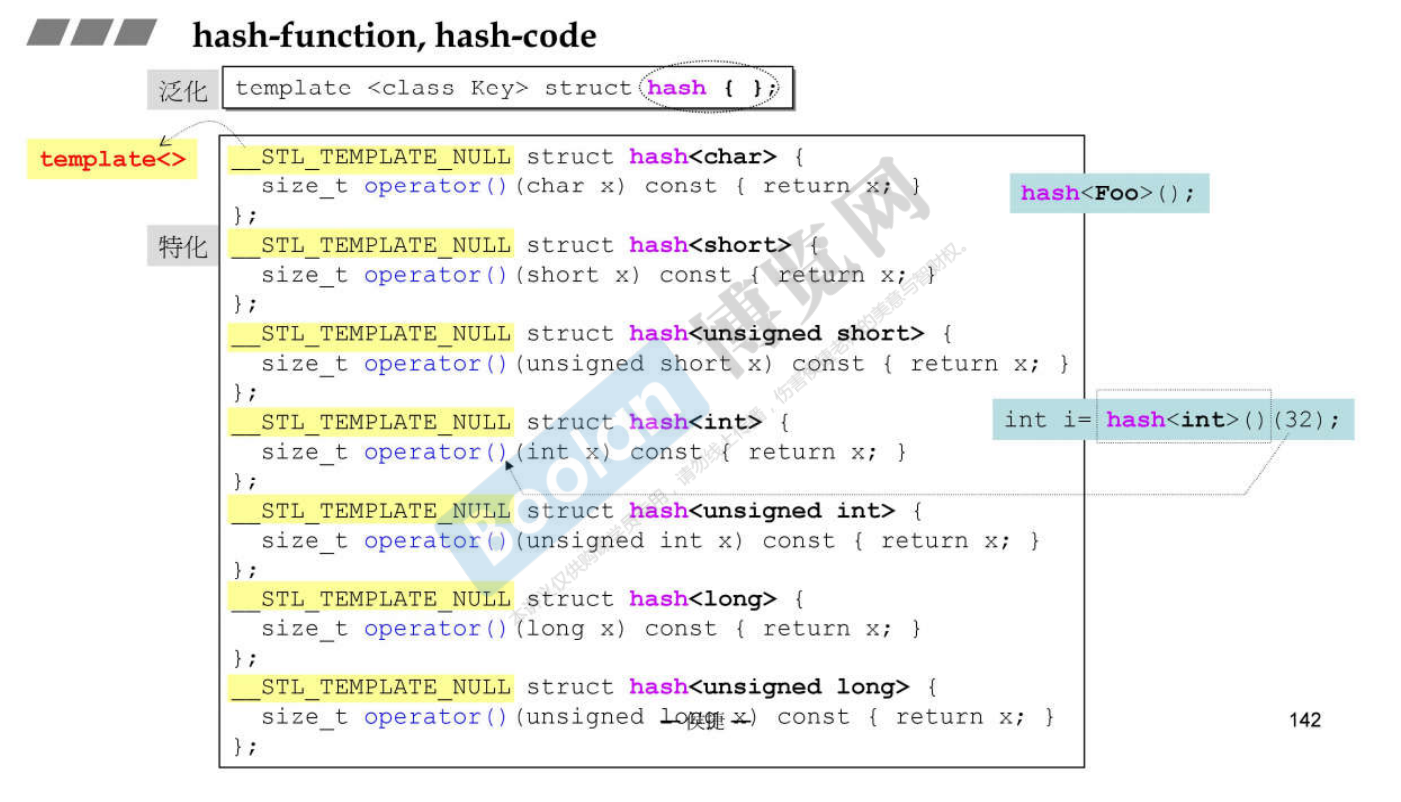 hash-function, hash-code
泛化
template <class Key> struct hash { };
template<>
__STL_TEMPLATE_NULL struct hash<char> {
size_t operator()(char x) const { return x; }
};
hash<Foo>();
特化
__STL_TEMPLATE_NULL struct hash<short> {
size_t operator()(short x) const { return x; }
};
__STL_TEMPLATE_NULL struct hash<unsigned short> {
size_t operator()(unsigned short x) const { return x; }
};
__STL_TEMPLATE_NULL struct hash<int> {
size_t operator()(int x) const { return x; }
};
int i= hash<int>()(32);
__STL_TEMPLATE_NULL struct hash<unsigned int> {
size_t operator()(unsigned int x) const { return x; }
};
__STL_TEMPLATE_NULL struct hash<long> {
size_t operator()(long x) const { return x; }
};
__STL_TEMPLATE_NULL struct hash<unsigned long> {
size_t operator()(unsigned long x) const { return x; }
};
— 侯捷 —
142
Boolan 博览网